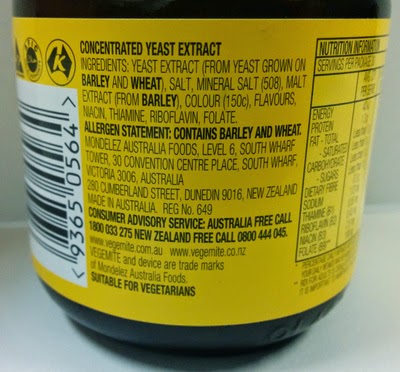 CONCENTRATED YEAST EXTRACT
INGREDIENTS: YEAST EXTRACT (FROM YEAST GROWN ON
BARLEY AND WHEAT), SALT, MINERAL SALT (508), MALT
EXTRACT (FROM BARLEY), COLOUR (150c), FLAVOURS,
NIACIN, THIAMINE, RIBOFLAVIN, FOLATE.
ALLERGEN STATEMENT: CONTAINS BARLEY AND WHEAT.
MONDELEZ AUSTRALIA FOODS, LEVEL 6, SOUTH WHARF
TOWER, 30 CONVENTION CENTRE PLACE, SOUTH WHARF,
VICTORIA 3006, AUSTRALIA
280 CUMBERLAND STREET, DUNEDIN 9016, NEW ZEALAND
MADE IN AUSTRALIA. REG No. 649
CONSUMER ADVISORY SERVICE: AUSTRALIA FREE CALL
1800 033 275 NEW ZEALAND FREE CALL 0800 444 045.
www.vegemite.com.au www.vegemite.co.nz
VEGEMITE and device are trade marks
of Mondelez Australia Foods.
SUITABLE FOR VEGETARIANS
<9365 0564>
K
NUTRITION INFORMATION
SERVINGS PER PACKAGE
ENERGY
PROTEIN
FAT - TOTAL
- SATURATED
CARBOHYDRATE
- SUGARS
DIETARY FIBRE
SODIUM
THIAMINE (B1)
RIBOFLAVIN (B2)
NIACIN (B3)
FOLATE